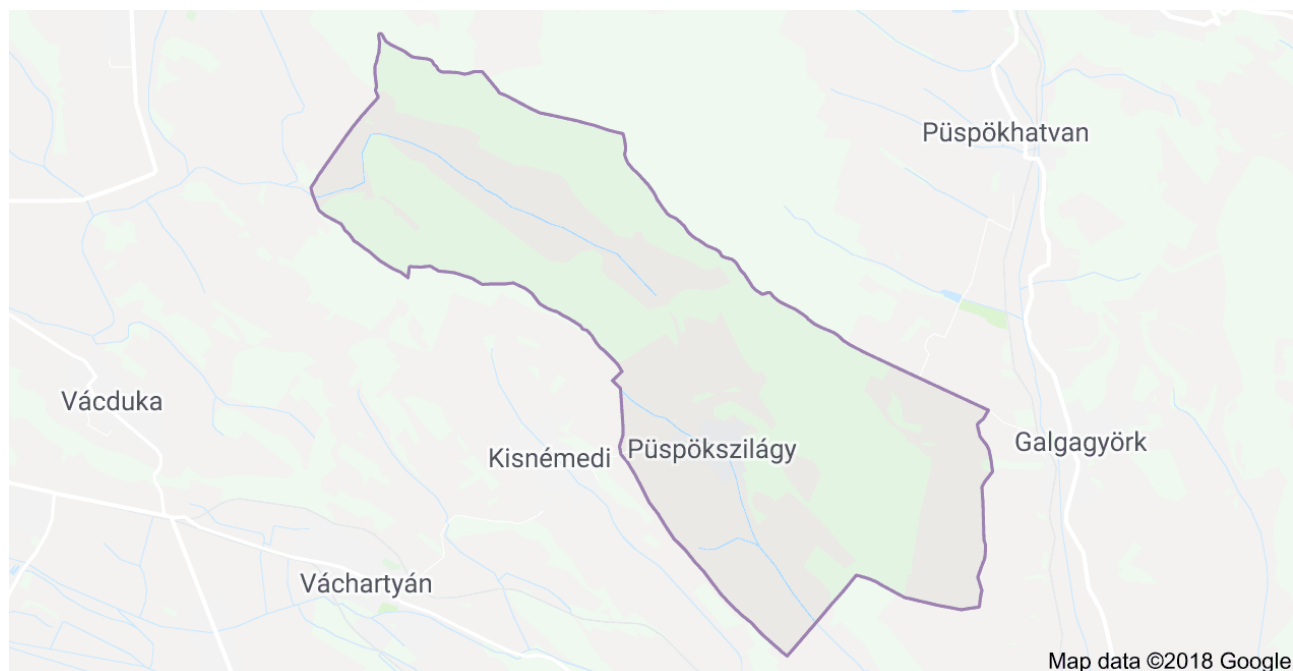 Püspökhatvan
Vácduka
Galgagyörk
Kisnémedi
Püspökszilágy
Váchartyán
Map data ©2018 Google